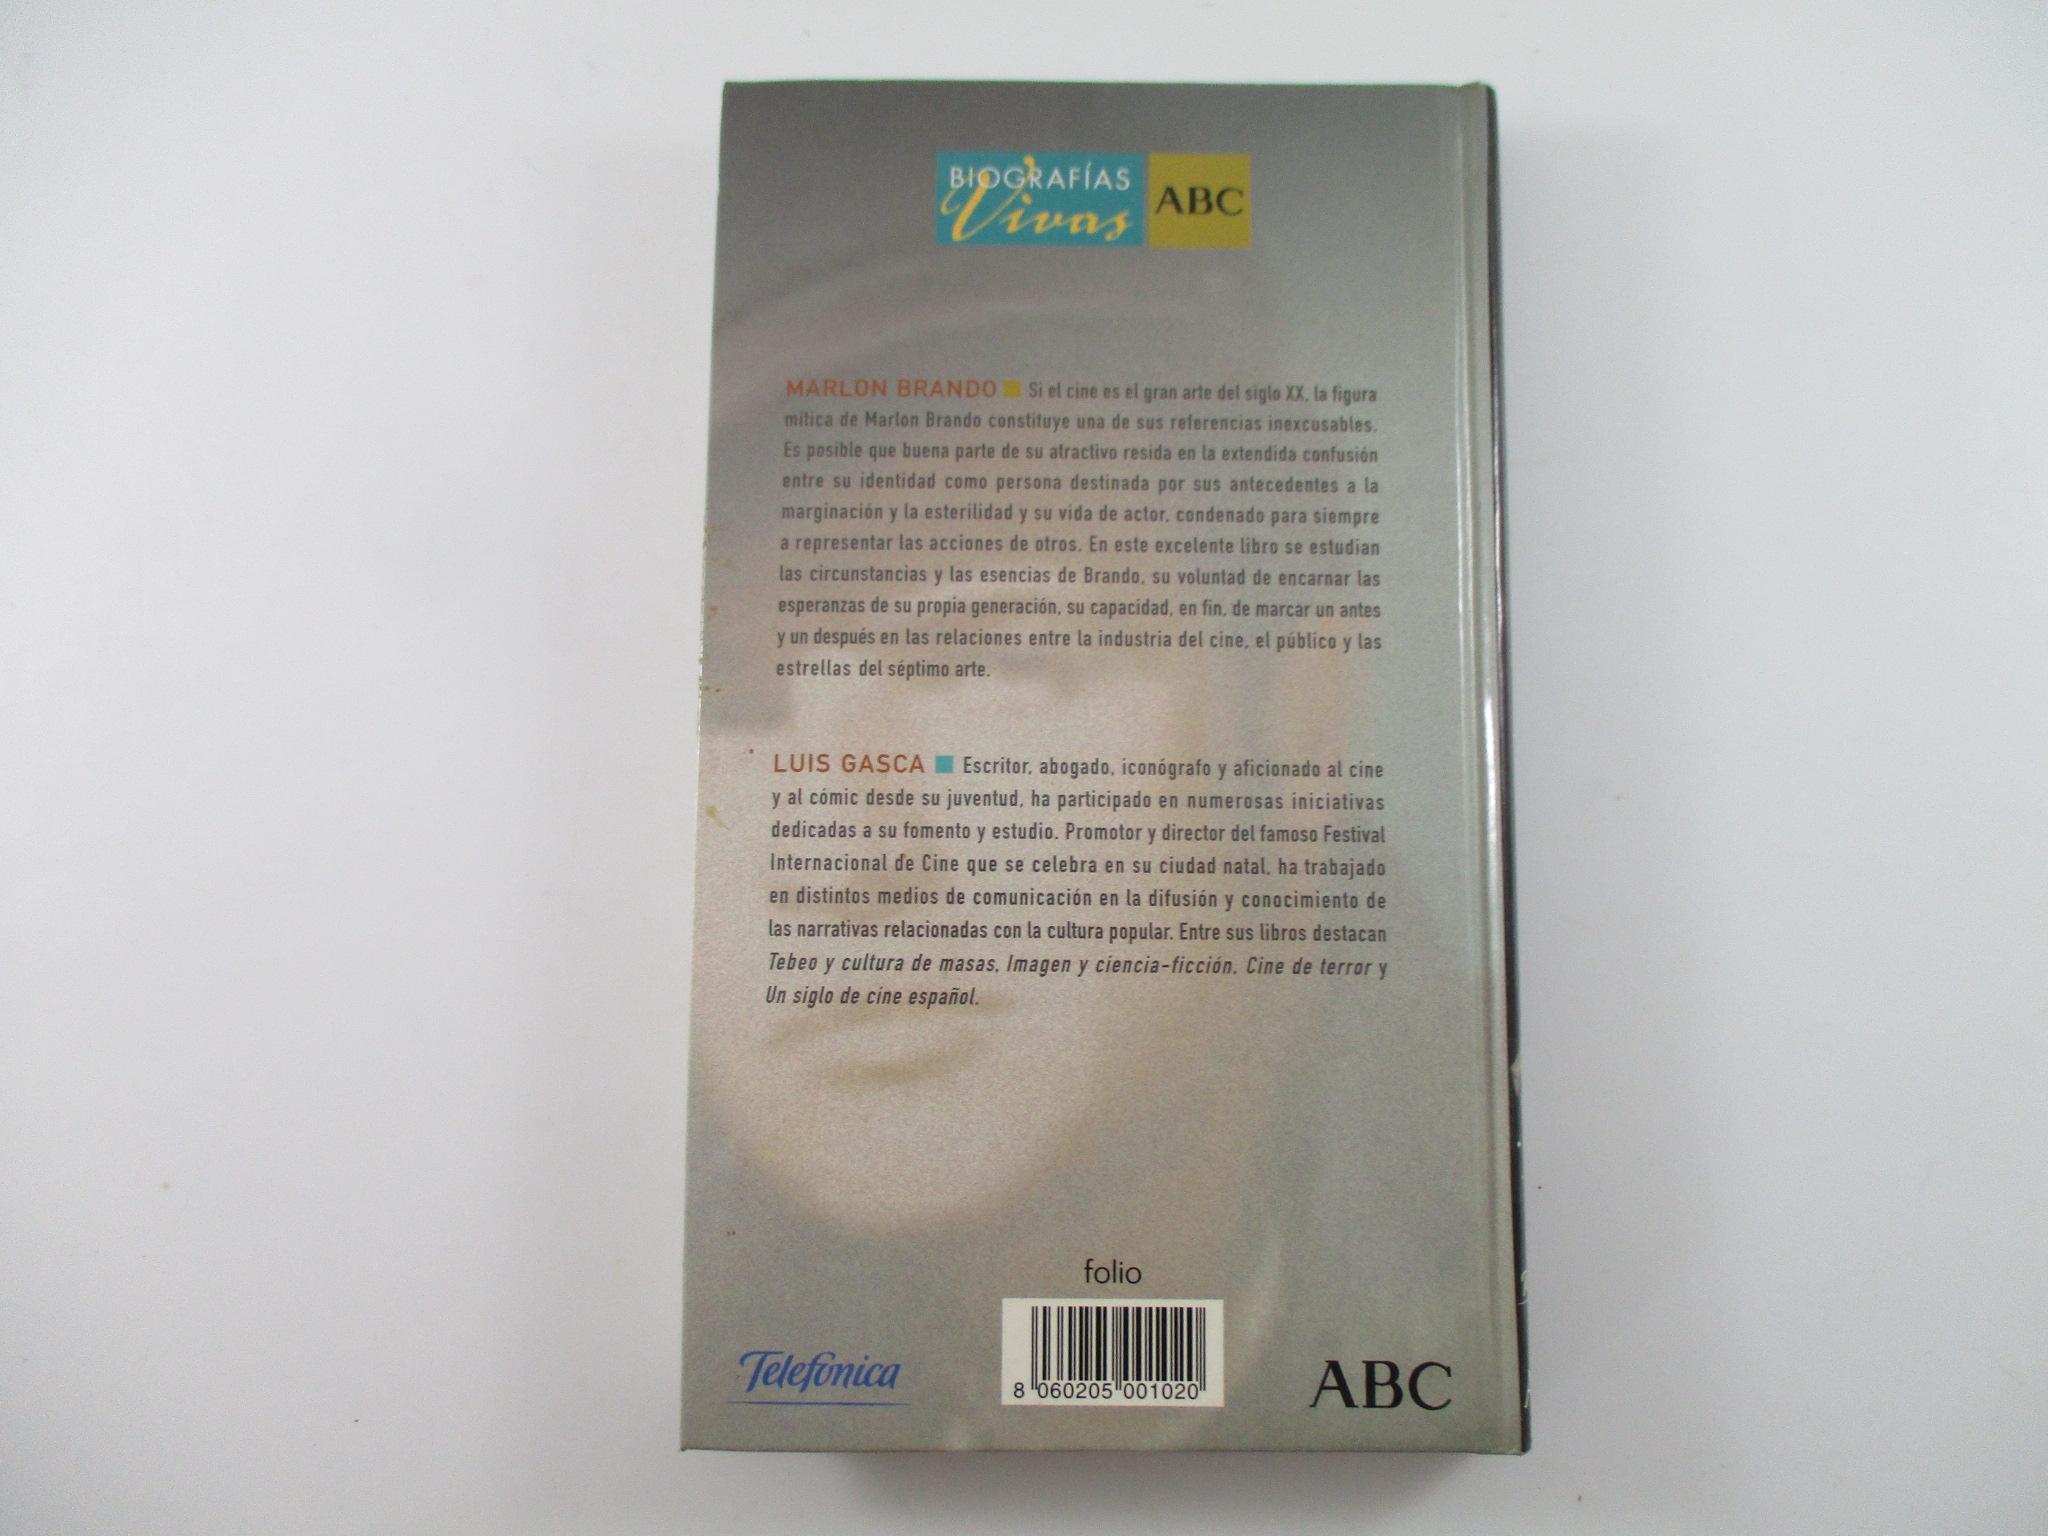 BIOGRAFÍAS
Vivas
ABC
MARLON BRANDO Si el cine es el gran arte del siglo XX, la figura
mítica de Marlon Brando constituye una de sus referencias inexcusables.
Es posible que buena parte de su atractivo resida en la extendida confusión
entre su identidad como persona destinada por sus antecedentes a la
marginación y la esterilidad y su vida de actor, condenado para siempre
a representar las acciones de otros. En este excelente libro se estudian
las circunstancias y las esencias de Brando, su voluntad de encarnar las
esperanzas de su propia generación, su capacidad, en fin, de marcar un antes
y un después en las relaciones entre la industria del cine, el público y las
estrellas del séptimo arte.
LUIS GASCA Escritor, abogado, iconógrafo y aficionado al cine
y al cómic desde su juventud, ha participado en numerosas iniciativas
dedicadas a su fomento y estudio. Promotor y director del famoso Festival
Internacional de Cine que se celebra en su ciudad natal, ha trabajado
en distintos medios de comunicación en la difusión y conocimiento de
las narrativas relacionadas con la cultura popular. Entre sus libros destacan
Tebeo y cultura de masas, Imagen y ciencia-ficción, Cine de terror y
Un siglo de cine español.
folio
8 060205 001020
Telefónica
ABC